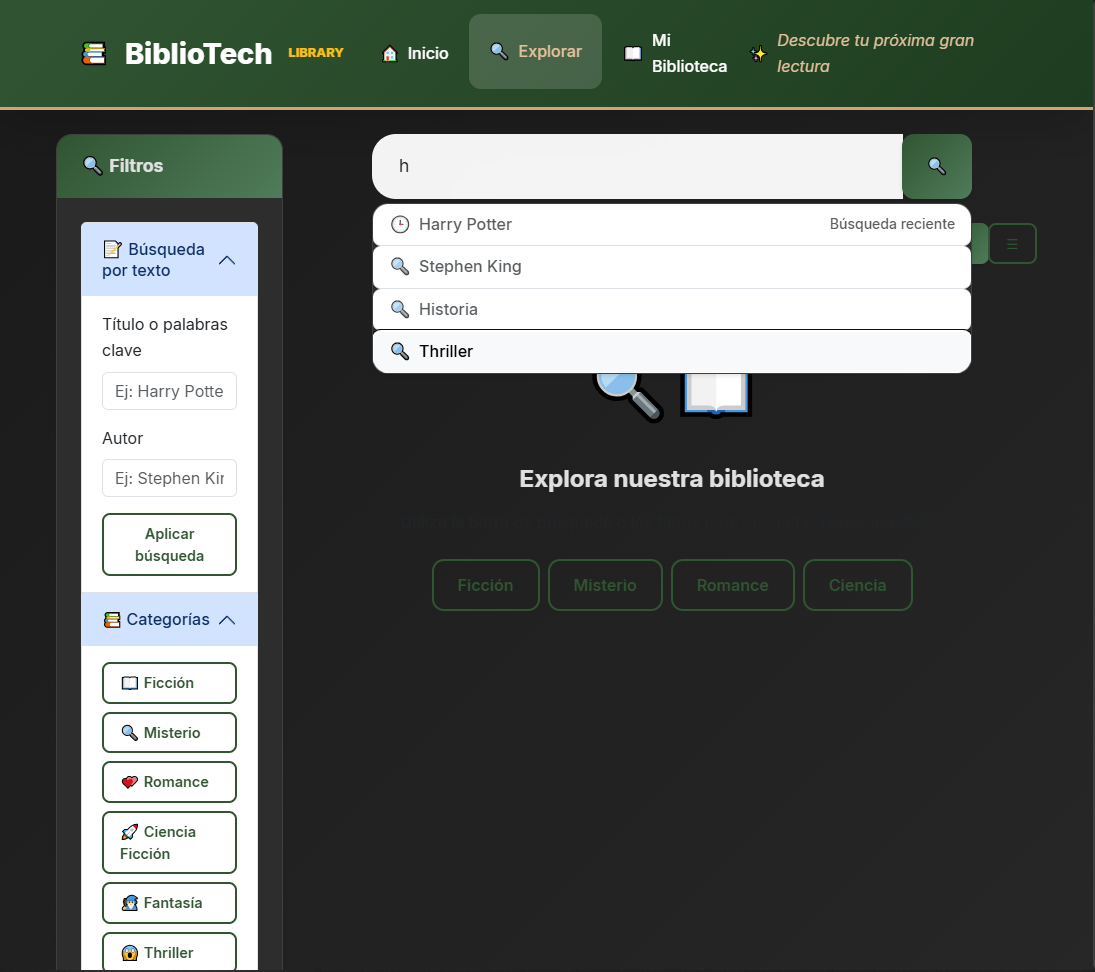 BiblioTech LIBRARY
Inicio
Explorar
Mi
Biblioteca
Descubre tu próxima gran
lectura
Filtros
Búsqueda
por texto
Título o palabras
clave
Ej: Harry Potte
Autor
Ej: Stephen Kir
Aplicar
búsqueda
Categorías
Ficción
Misterio
Romance
Ciencia
Ficción
Fantasía
Thriller
h
Harry Potter Búsqueda reciente
Stephen King
Historia
Thriller
Explora nuestra biblioteca
Ficción Misterio Romance Ciencia